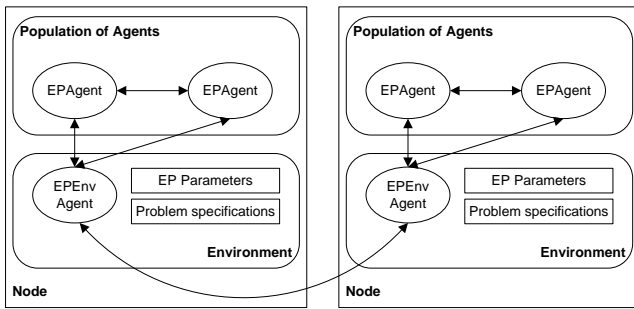 Population of Agents
EPAgent
EPAgent
EPEnv
Agent
EP Parameters
Problem specifications
Environment
Node
Population of Agents
EPAgent
EPAgent
EPEnv
Agent
EP Parameters
Problem specifications
Environment
Node